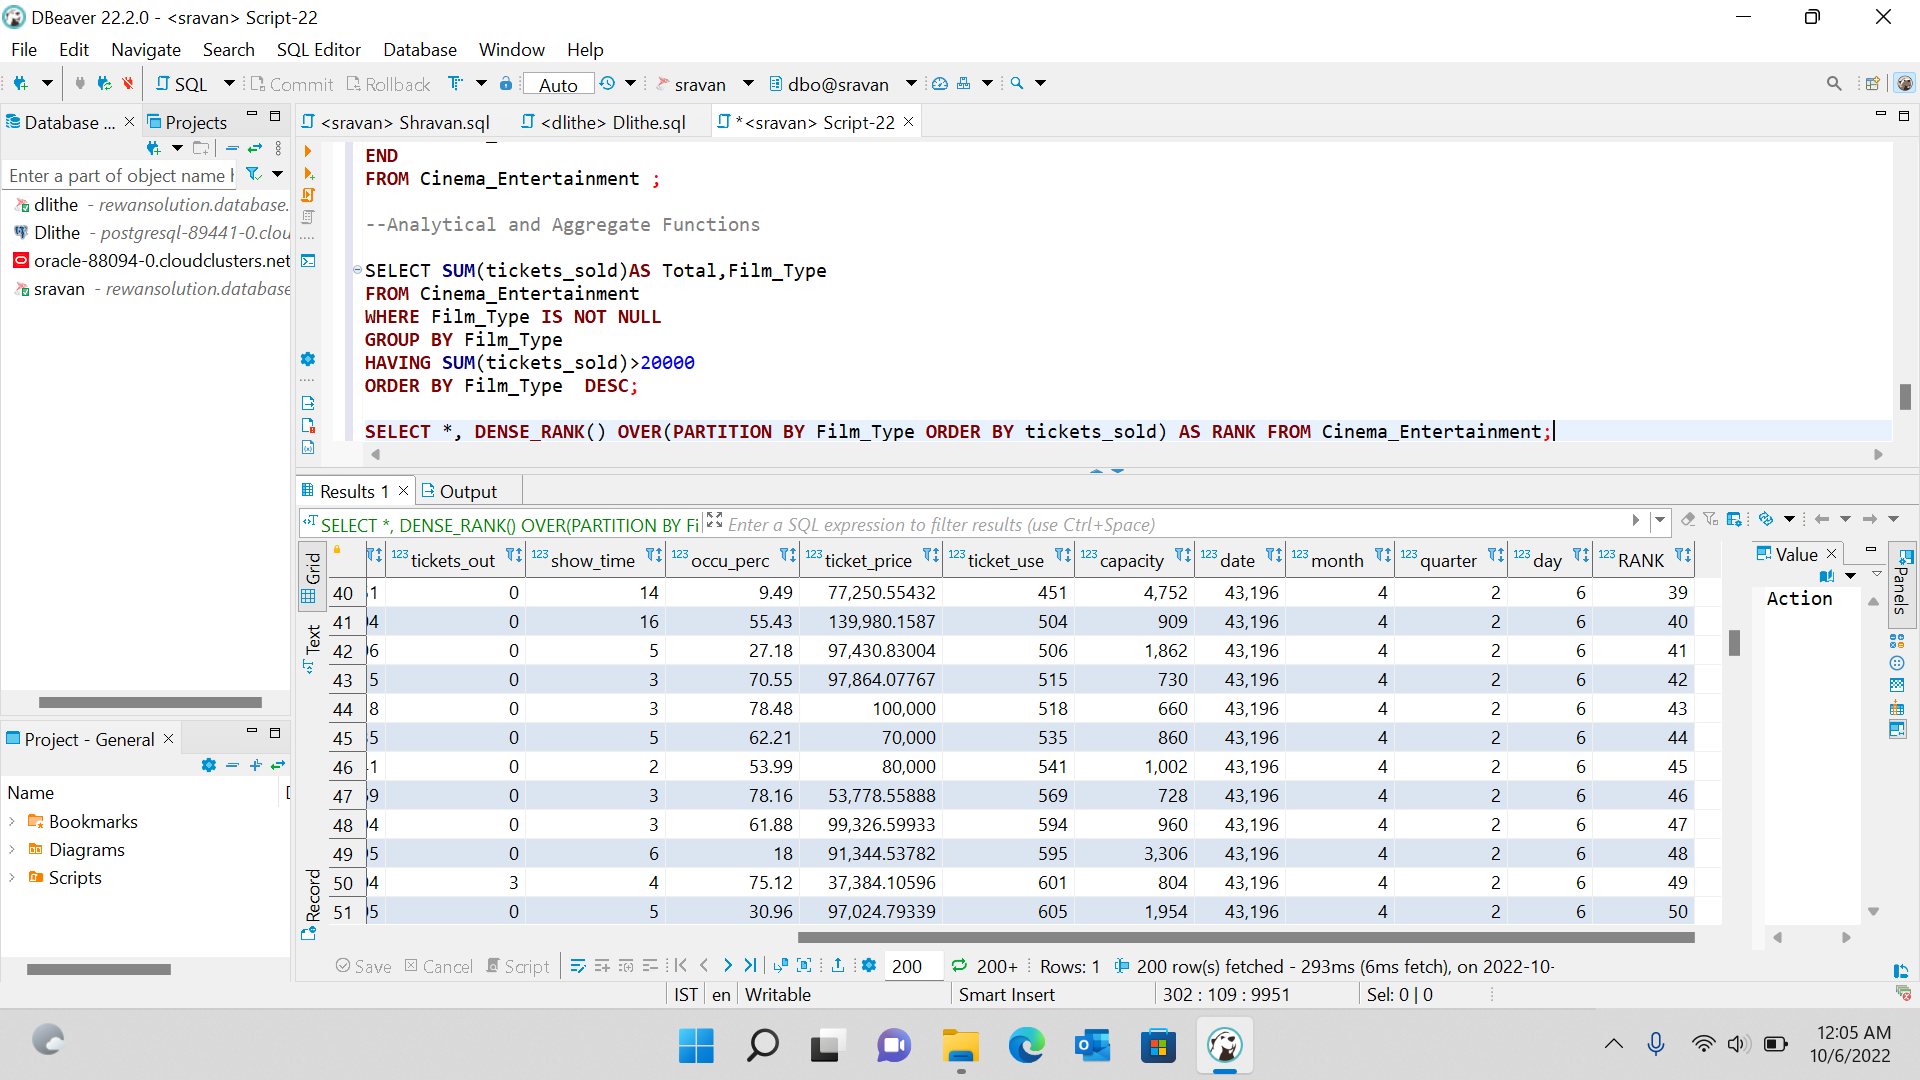 DBeaver 22.2.0 - <sravan> Script-22
File Edit Navigate Search SQL Editor Database Window Help
SQL Commit Rollback Auto sravan dbo@sravan
Database ... Projects
<sravan> Shravan.sql <dlithe> Dlithe.sql *<sravan> Script-22
Enter a part of object name h
dlithe - rewansolution.database.
Dlithe - postgresql-89441-0.clou
oracle-88094-0.cloudclusters.net
sravan - rewansolution.database
END
FROM Cinema_Entertainment ;
--Analytical and Aggregate Functions
SELECT SUM(tickets_sold)AS Total,Film_Type
FROM Cinema_Entertainment
WHERE Film_Type IS NOT NULL
GROUP BY Film_Type
HAVING SUM(tickets_sold)>20000
ORDER BY Film_Type  DESC;
SELECT *, DENSE_RANK() OVER(PARTITION BY Film_Type ORDER BY tickets_sold) AS RANK FROM Cinema_Entertainment;
Results 1 Output
SELECT *, DENSE_RANK() OVER(PARTITION BY Fi Enter a SQL expression to filter results (use Ctrl+Space)
Grid
Text
Record
123 tickets_out 123 show_time 123 occu_perc 123 ticket_price 123 ticket_use 123 capacity 123 date 123 month 123 quarter 123 day 123 RANK
40 1 0 14 9.49 77,250.55432 451 4,752 43,196 4 2 6 39
41 4 0 16 55.43 139,980.1587 504 909 43,196 4 2 6 40
42 6 0 5 27.18 97,430.83004 506 1,862 43,196 4 2 6 41
43 5 0 3 70.55 97,864.07767 515 730 43,196 4 2 6 42
44 8 0 3 78.48 100,000 518 660 43,196 4 2 6 43
45 5 0 5 62.21 70,000 535 860 43,196 4 2 6 44
46 1 0 2 53.99 80,000 541 1,002 43,196 4 2 6 45
47 9 0 3 78.16 53,778.55888 569 728 43,196 4 2 6 46
48 4 0 3 61.88 99,326.59933 594 960 43,196 4 2 6 47
49 5 0 6 18 91,344.53782 595 3,306 43,196 4 2 6 48
50 4 3 4 75.12 37,384.10596 601 804 43,196 4 2 6 49
51 5 0 5 30.96 97,024.79339 605 1,954 43,196 4 2 6 50
Value
Action
Panels
Project - General
Name
Bookmarks
Diagrams
Scripts
Save Cancel Script 200 200+ Rows: 1 200 row(s) fetched - 293ms (6ms fetch), on 2022-10-
IST en Writable Smart Insert 302 : 109 : 9951 Sel: 0 | 0
12:05 AM
10/6/2022